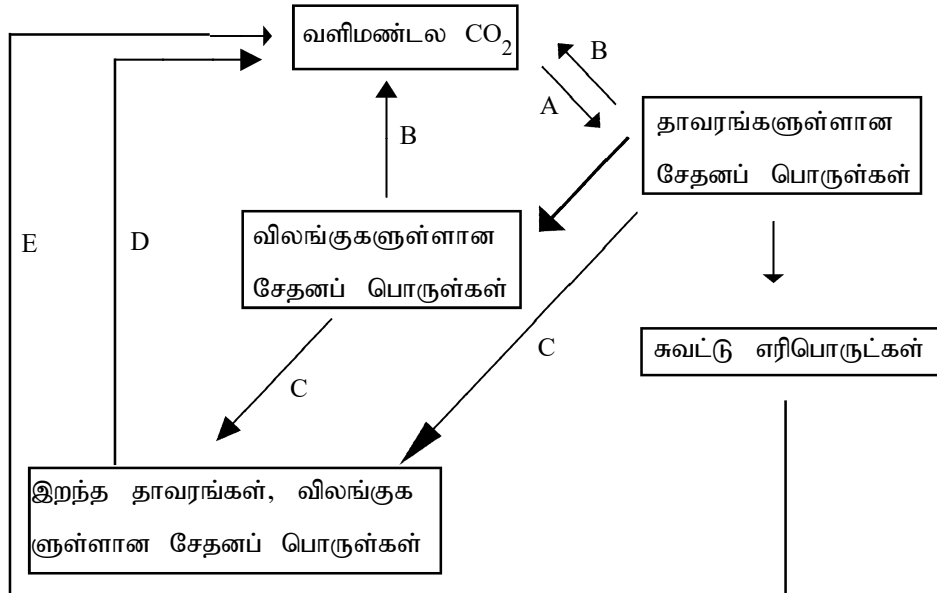 வளிமண்டல CO2
B
A
தாவரங்களுள்ளான
சேதனப் பொருள்கள்
B
விலங்குகளுள்ளான
சேதனப் பொருள்கள்
E
D
C
சுவட்டு எரிபொருட்கள்
C
இறந்த தாவரங்கள், விலங்குக
ளுள்ளான சேதனப் பொருள்கள்